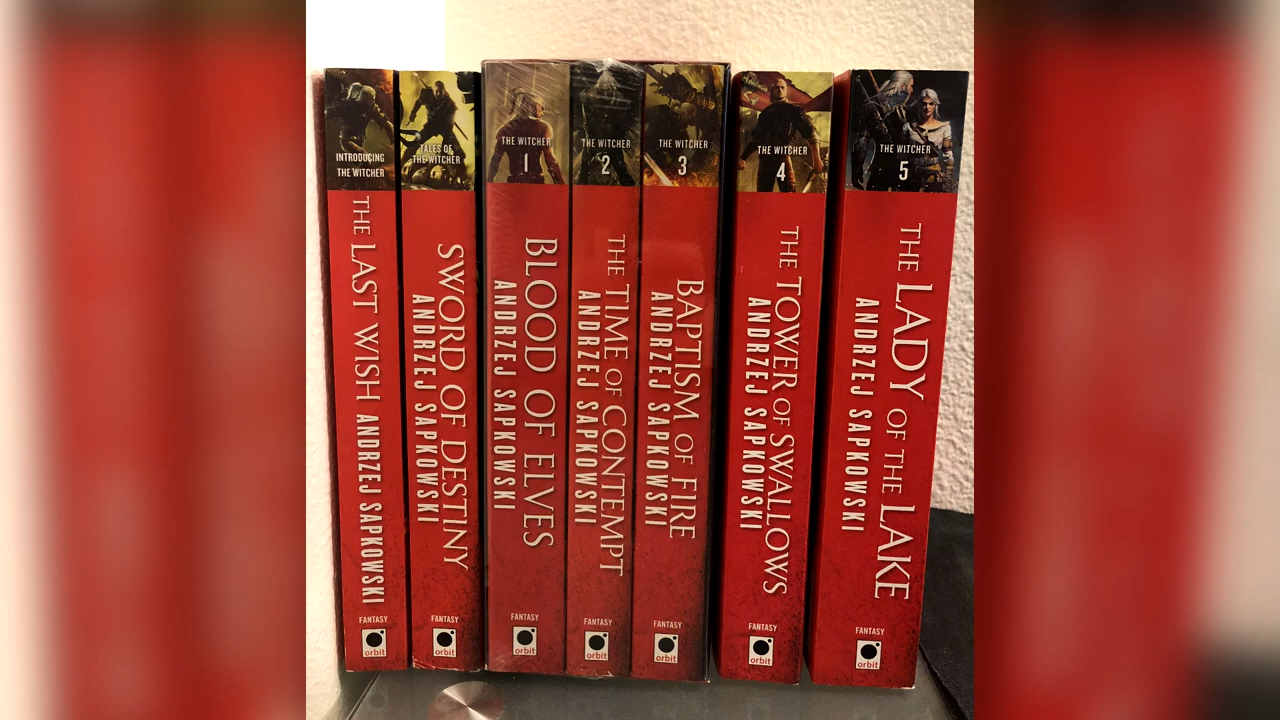 INTRODUCING
THE WITCHER
THE LAST WISH ANDRZEJ SAPKOWSKI
FANTASY
orbit
TALES OF
THE WITCHER
SWORD OF DESTINY
ANDRZEJ SAPKOWSKI
FANTASY
orbit
THE WITCHER
1
BLOOD OF ELVES
ANDRZEJ SAPKOWSKI
FANTASY
orbit
THE WITCHER
2
THE TIME OF CONTEMPT
ANDRZEJ SAPKOWSKI
FANTASY
orbit
THE WITCHER
3
BAPTISM OF FIRE
ANDRZEJ SAPKOWSKI
FANTASY
orbit
THE WITCHER
4
THE TOWER OF SWALLOWS
ANDRZEJ SAPKOWSKI
FANTASY
orbit
THE WITCHER
5
THE LADY OF THE LAKE
ANDRZEJ SAPKOWSKI
FANTASY
orbit